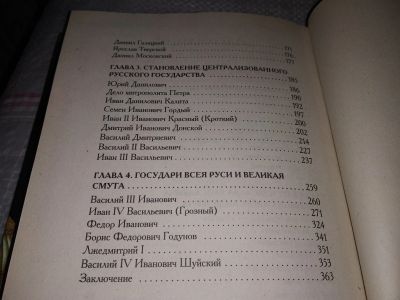 Даниил Галицкий 171
Ярослав Тверской 176
Даниил Московский 177
ГЛАВА 3. СТАНОВЛЕНИЕ ЦЕНТРАЛИЗОВАННОГО
РУССКОГО ГОСУДАРСТВА 185
Юрий Данилович 186
Дело митрополита Петра 186
Иван Данилович Калита 190
Семен Иванович Гордый 197
Иван II Иванович Красный (Кроткий) 200
Дмитрий Иванович Донской 202
Василий Дмитриевич 214
Василий II Васильевич 227
Иван III Васильевич 237
ГЛАВА 4. ГОСУДАРИ ВСЕЯ РУСИ И ВЕЛИКАЯ
СМУТА 259
Василий III Иванович 260
Иван IV Васильевич (Грозный) 271
Федор Иванович 324
Борис Федорович Годунов 341
Лжедмитрий I 351
Василий IV Иванович Шуйский 353
Заключение 363